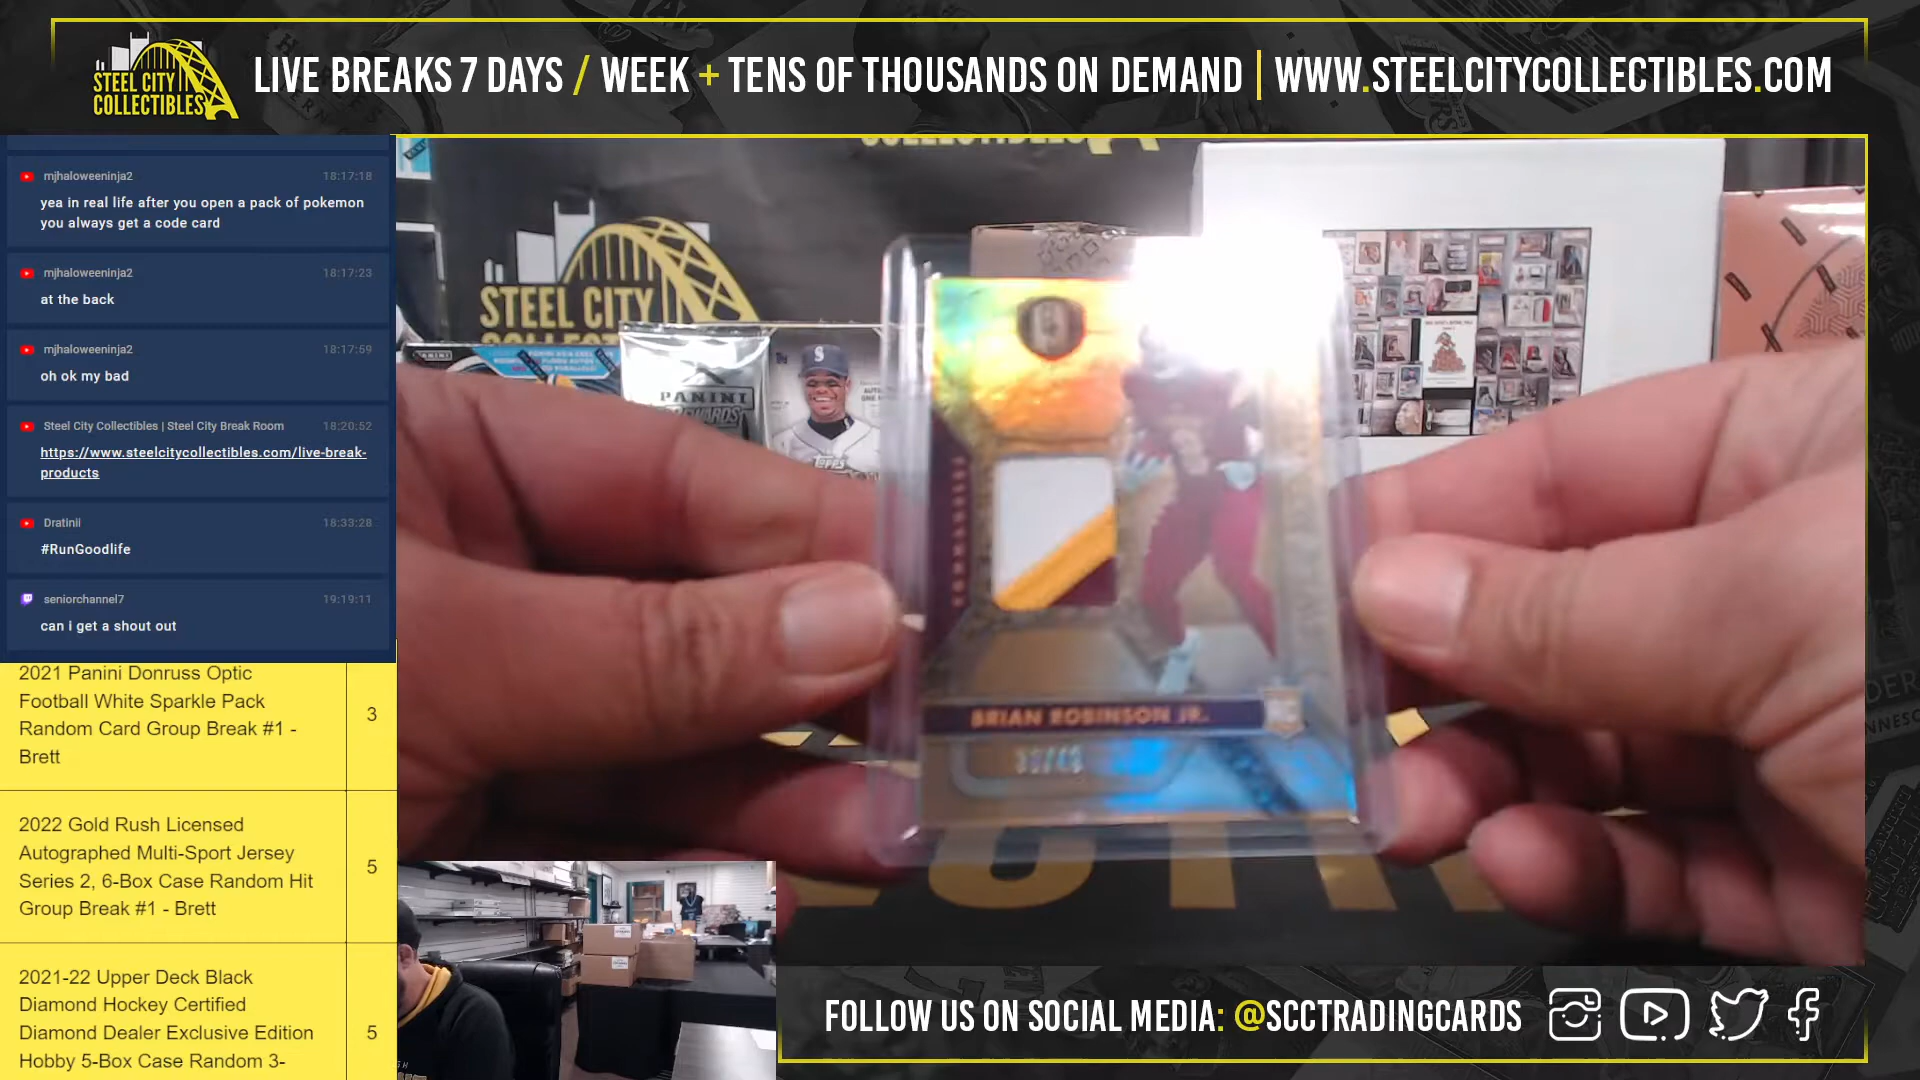 STEEL CITY
COLLECTIBLES
LIVE BREAKS 7 DAYS / WEEK + TENS OF THOUSANDS ON DEMAND | WWW.STEELCITYCOLLECTIBLES.COM
mjhaloweeninja2 18:17:18
yea in real life after you open a pack of pokemon
you always get a code card
mjhaloweeninja2 18:17:23
at the back
mjhaloweeninja2 18:17:59
oh ok my bad
Steel City Collectibles | Steel City Break Room 18:20:52
https://www.steelcitycollectibles.com/live-break-
products
Dratinii 18:33:28
#RunGoodlife
seniorchannel7 19:19:11
can i get a shout out
2021 Panini Donruss Optic
Football White Sparkle Pack
Random Card Group Break #1 -
Brett
3
2022 Gold Rush Licensed
Autographed Multi-Sport Jersey
Series 2, 6-Box Case Random Hit
Group Break #1 - Brett
5
2021-22 Upper Deck Black
Diamond Hockey Certified
Diamond Dealer Exclusive Edition
Hobby 5-Box Case Random 3-
5
STEEL CITY
PANINI
PANINI
Topps
BRIAN ROBINSON JR.
FOLLOW US ON SOCIAL MEDIA: @SCCTRADINGCARDS